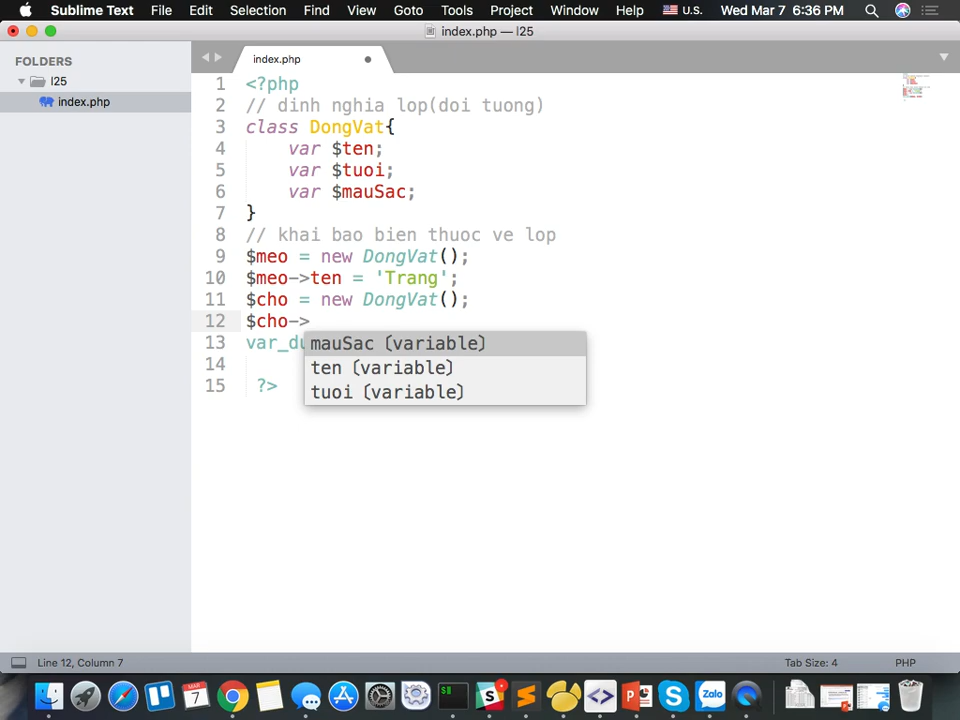 Sublime Text File Edit Selection Find View Goto Tools Project Window Help U.S. Wed Mar 7 6:36 PM
index.php — l25
FOLDERS
l25
index.php
index.php
1 <?php
2 // dinh nghia lop(doi tuong)
3 class DongVat{
4 var $ten;
5 var $tuoi;
6 var $mauSac;
7 }
8 // khai bao bien thuoc ve lop
9 $meo = new DongVat();
10 $meo->ten = 'Trang';
11 $cho = new DongVat();
12 $cho->
13 var_du
mauSac (variable)
ten (variable)
tuoi (variable)
14
15 ?>
Line 12, Column 7 Tab Size: 4 PHP
MAR
7
$
Zalo